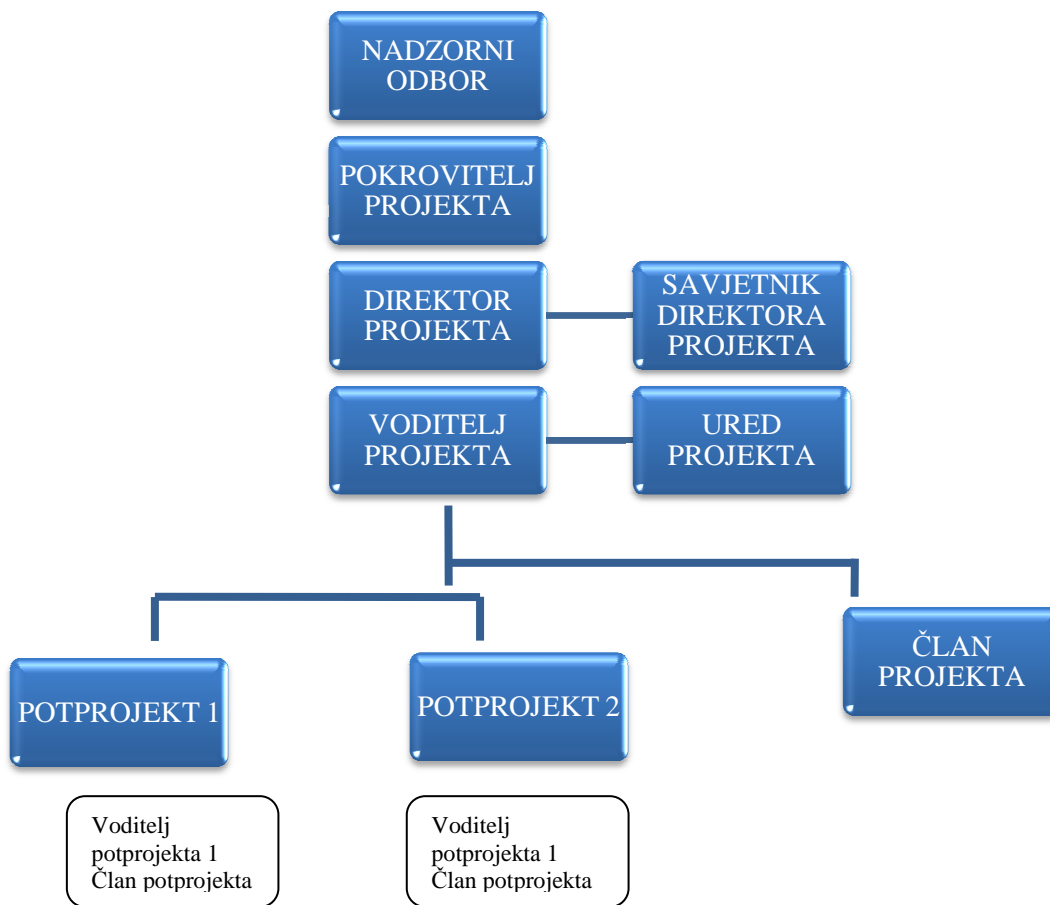 NADZORNI
ODBOR
POKROVITELJ
PROJEKTA
DIREKTOR
PROJEKTA
SAVJETNIK
DIREKTORA
PROJEKTA
VODITELJ
PROJEKTA
URED
PROJEKTA
POTPROJEKT 1
POTPROJEKT 2
ČLAN
PROJEKTA
Voditelj
potprojekta 1
Član potprojekta
Voditelj
potprojekta 1
Član potprojekta